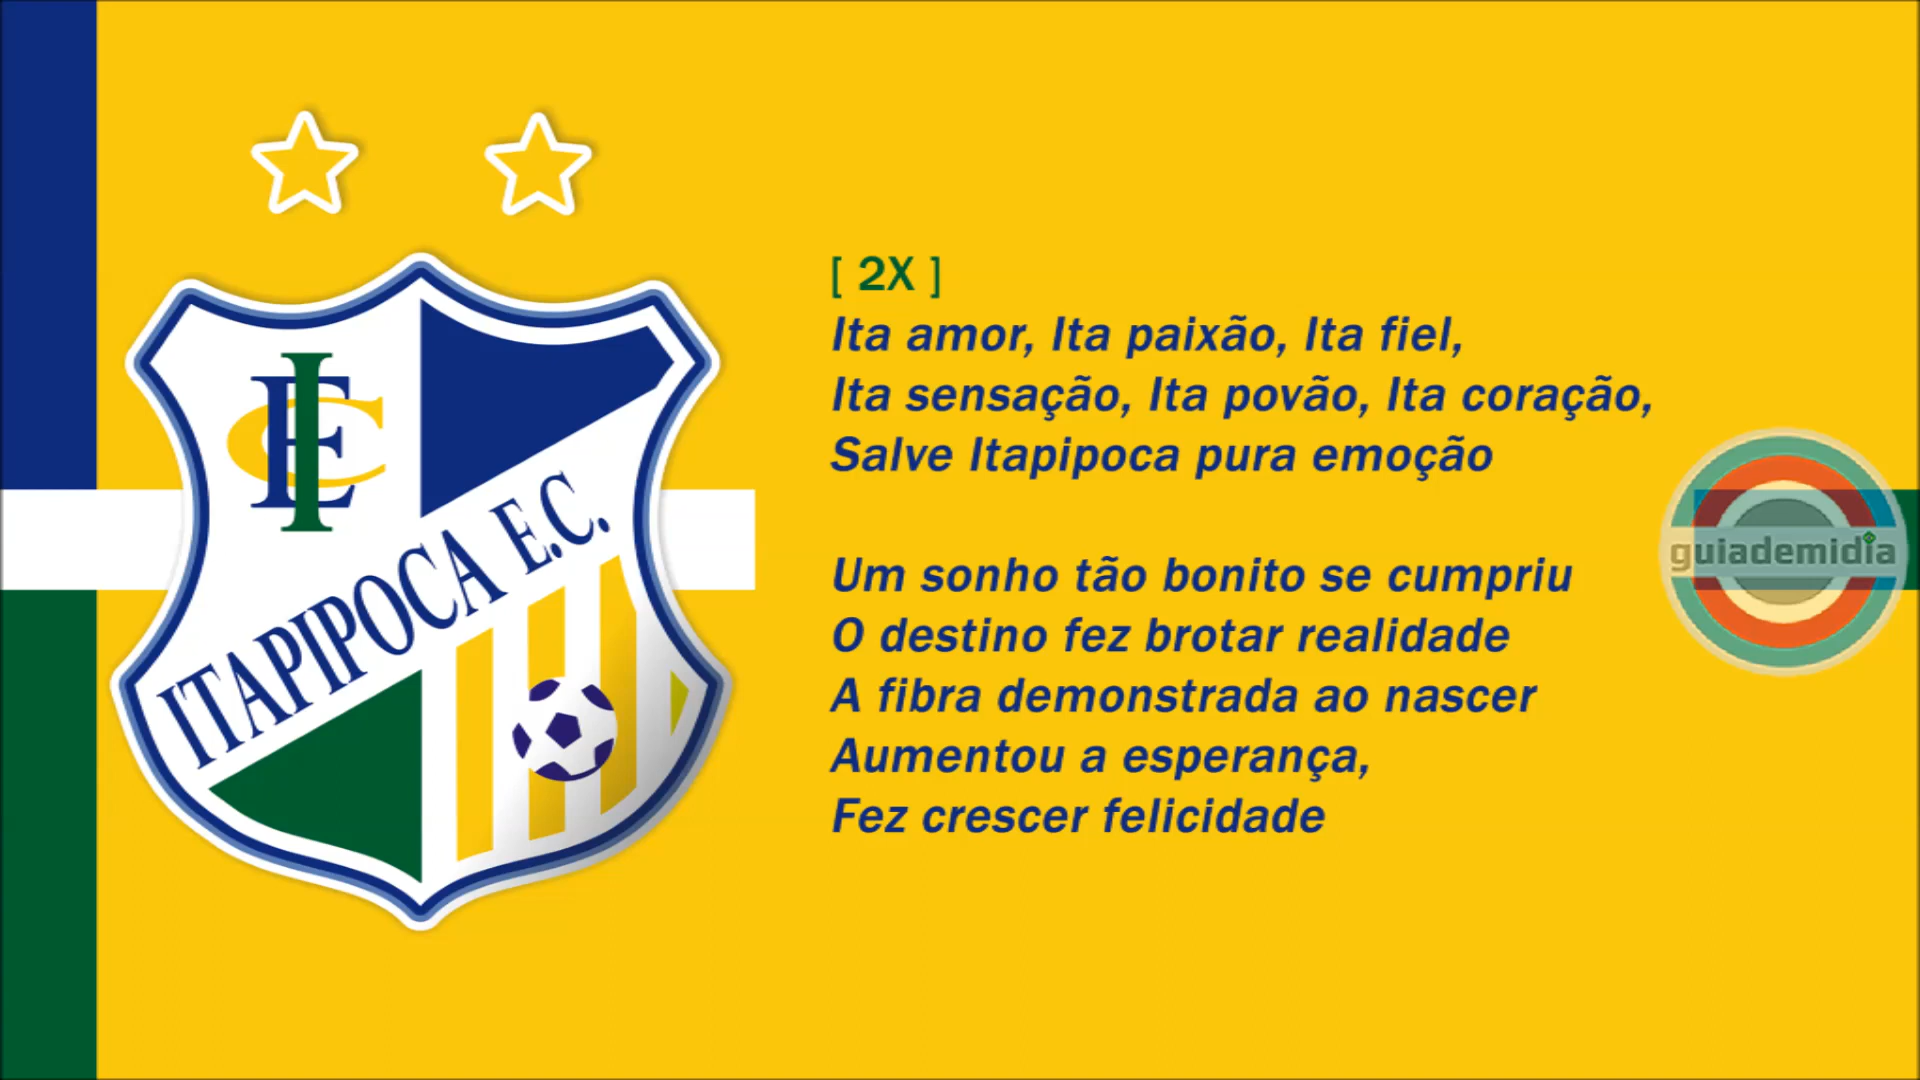 ICE
ITAPIPOCA E.C.
[ 2X ]
Ita amor, Ita paixão, Ita fiel,
Ita sensação, Ita povão, Ita coração,
Salve Itapipoca pura emoção
Um sonho tão bonito se cumpriu
O destino fez brotar realidade
A fibra demonstrada ao nascer
Aumentou a esperança,
Fez crescer felicidade
guiademidia